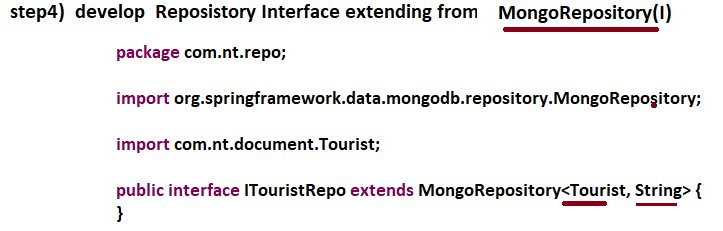 step4) develop Reposistory Interface extending from MongoRepository(I)
package com.nt.repo;
import org.springframework.data.mongodb.repository.MongoRepository;
import com.nt.document.Tourist;
public interface ITouristRepo extends MongoRepository<Tourist, String> {
}